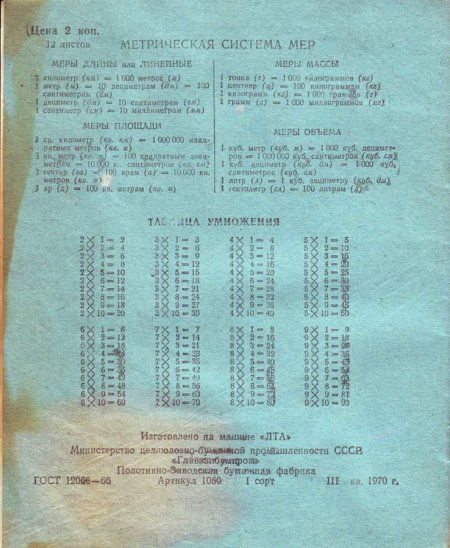 Цена 2 коп.
12 листов
МЕТРИЧЕСКАЯ СИСТЕМА МЕР
МЕРЫ ДЛИНЫ или ЛИНЕЙНЫЕ
1 километр (км) = 1 000 метров (м)
1 метр (м) = 10 дециметрам (дм) = 100
сантиметрам (см)
1 дециметр (дм) = 10 сантиметрам (см)
1 сантиметр (см) = 10 миллиметрам (мм)
МЕРЫ ПЛОЩАДИ
1 кв. километр (кв. км) = 1 000 000 квад-
ратных метров (кв. м)
1 кв. метр (кв. м) = 100 квадратным деци-
метрам = 10 000 кв. сантиметров (кв. см)
1 гектар (га) = 100 арам (а) = 10 000 кв.
метров (кв. м)
1 ар (а) = 100 кв. метрам (кв. м)
МЕРЫ МАССЫ
1 тонна (т) = 1 000 килограммов (кг)
1 центнер (ц) = 100 килограммам (кг)
1 килограмм (кг) = 1 000 граммов (г)
1 грамм (г) = 1 000 миллиграммов (мг)
МЕРЫ ОБЪЕМА
1 куб. метр (куб. м) = 1 000 куб. децимет-
ров = 1 000 000 куб. сантиметров (куб. см)
1 куб. дециметр (куб. дм) = 1 000 куб.
сантиметров (куб. см)
1 литр (л) = 1 куб. дециметру (куб. дм)
1 гектолитр (гл) = 100 литрам (л)
ТАБЛИЦА УМНОЖЕНИЯ
2 × 1 = 2 3 × 1 = 3 4 × 1 = 4 5 × 1 = 5
2 × 2 = 4 3 × 2 = 6 4 × 2 = 8 5 × 2 = 10
2 × 3 = 6 3 × 3 = 9 4 × 3 = 12 5 × 3 = 15
2 × 4 = 8 3 × 4 = 12 4 × 4 = 16 5 × 4 = 20
2 × 5 = 10 3 × 5 = 15 4 × 5 = 20 5 × 5 = 25
2 × 6 = 12 3 × 6 = 18 4 × 6 = 24 5 × 6 = 30
2 × 7 = 14 3 × 7 = 21 4 × 7 = 28 5 × 7 = 35
2 × 8 = 16 3 × 8 = 24 4 × 8 = 32 5 × 8 = 40
2 × 9 = 18 3 × 9 = 27 4 × 9 = 36 5 × 9 = 45
2 × 10 = 20 3 × 10 = 30 4 × 10 = 40 5 × 10 = 50
6 × 1 = 6 7 × 1 = 7 8 × 1 = 8 9 × 1 = 9
6 × 2 = 12 7 × 2 = 14 8 × 2 = 16 9 × 2 = 18
6 × 3 = 18 7 × 3 = 21 8 × 3 = 24 9 × 3 = 27
6 × 4 = 24 7 × 4 = 28 8 × 4 = 32 9 × 4 = 36
6 × 5 = 30 7 × 5 = 35 8 × 5 = 40 9 × 5 = 45
6 × 6 = 36 7 × 6 = 42 8 × 6 = 48 9 × 6 = 54
6 × 7 = 42 7 × 7 = 49 8 × 7 = 56 9 × 7 = 63
6 × 8 = 48 7 × 8 = 56 8 × 8 = 64 9 × 8 = 72
6 × 9 = 54 7 × 9 = 63 8 × 9 = 72 9 × 9 = 81
6 × 10 = 60 7 × 10 = 70 8 × 10 = 80 9 × 10 = 90
Изготовлено на машине «ЛТА»
Министерство целлюлозно-бумажной промышленности СССР.
«Главбумпром»
Полотняно-Заводская бумажная фабрика
ГОСТ 12063—66 Артикул 1080 1 сорт III кв. 1970 г.